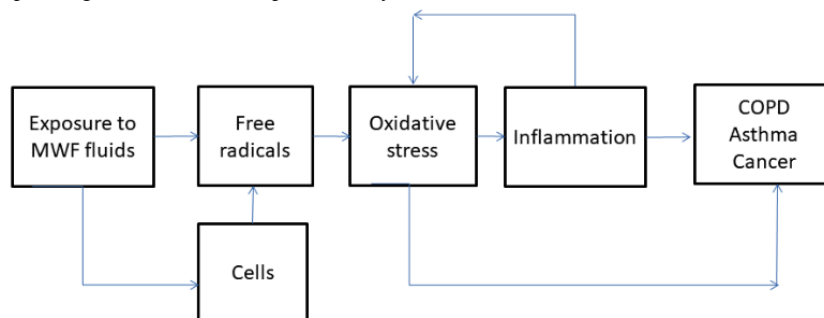 Exposure to
MWF fluids
Free
radicals
Oxidative
stress
Inflammation
COPD
Asthma
Cancer
Cells